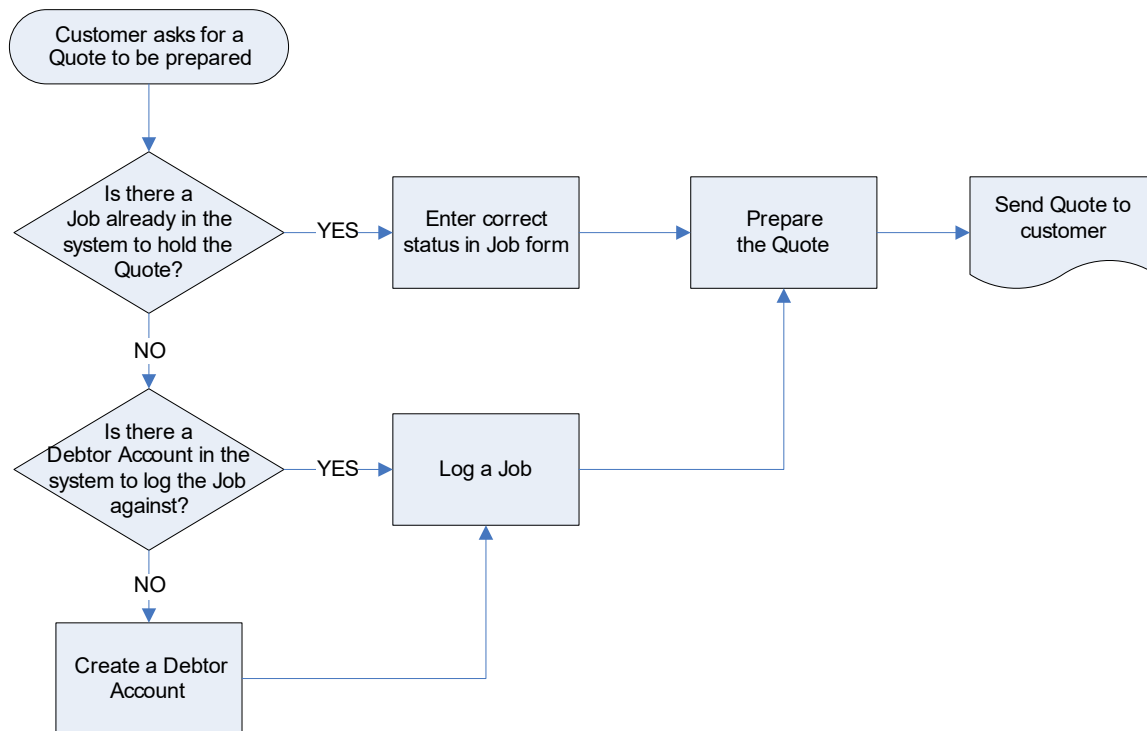 Customer asks for a
Quote to be prepared
Is there a
Job already in the
system to hold the
Quote?
YES
Enter correct
status in Job form
Prepare
the Quote
Send Quote to
customer
NO
Is there a
Debtor Account in the
system to log the Job
against?
YES
Log a Job
NO
Create a Debtor
Account